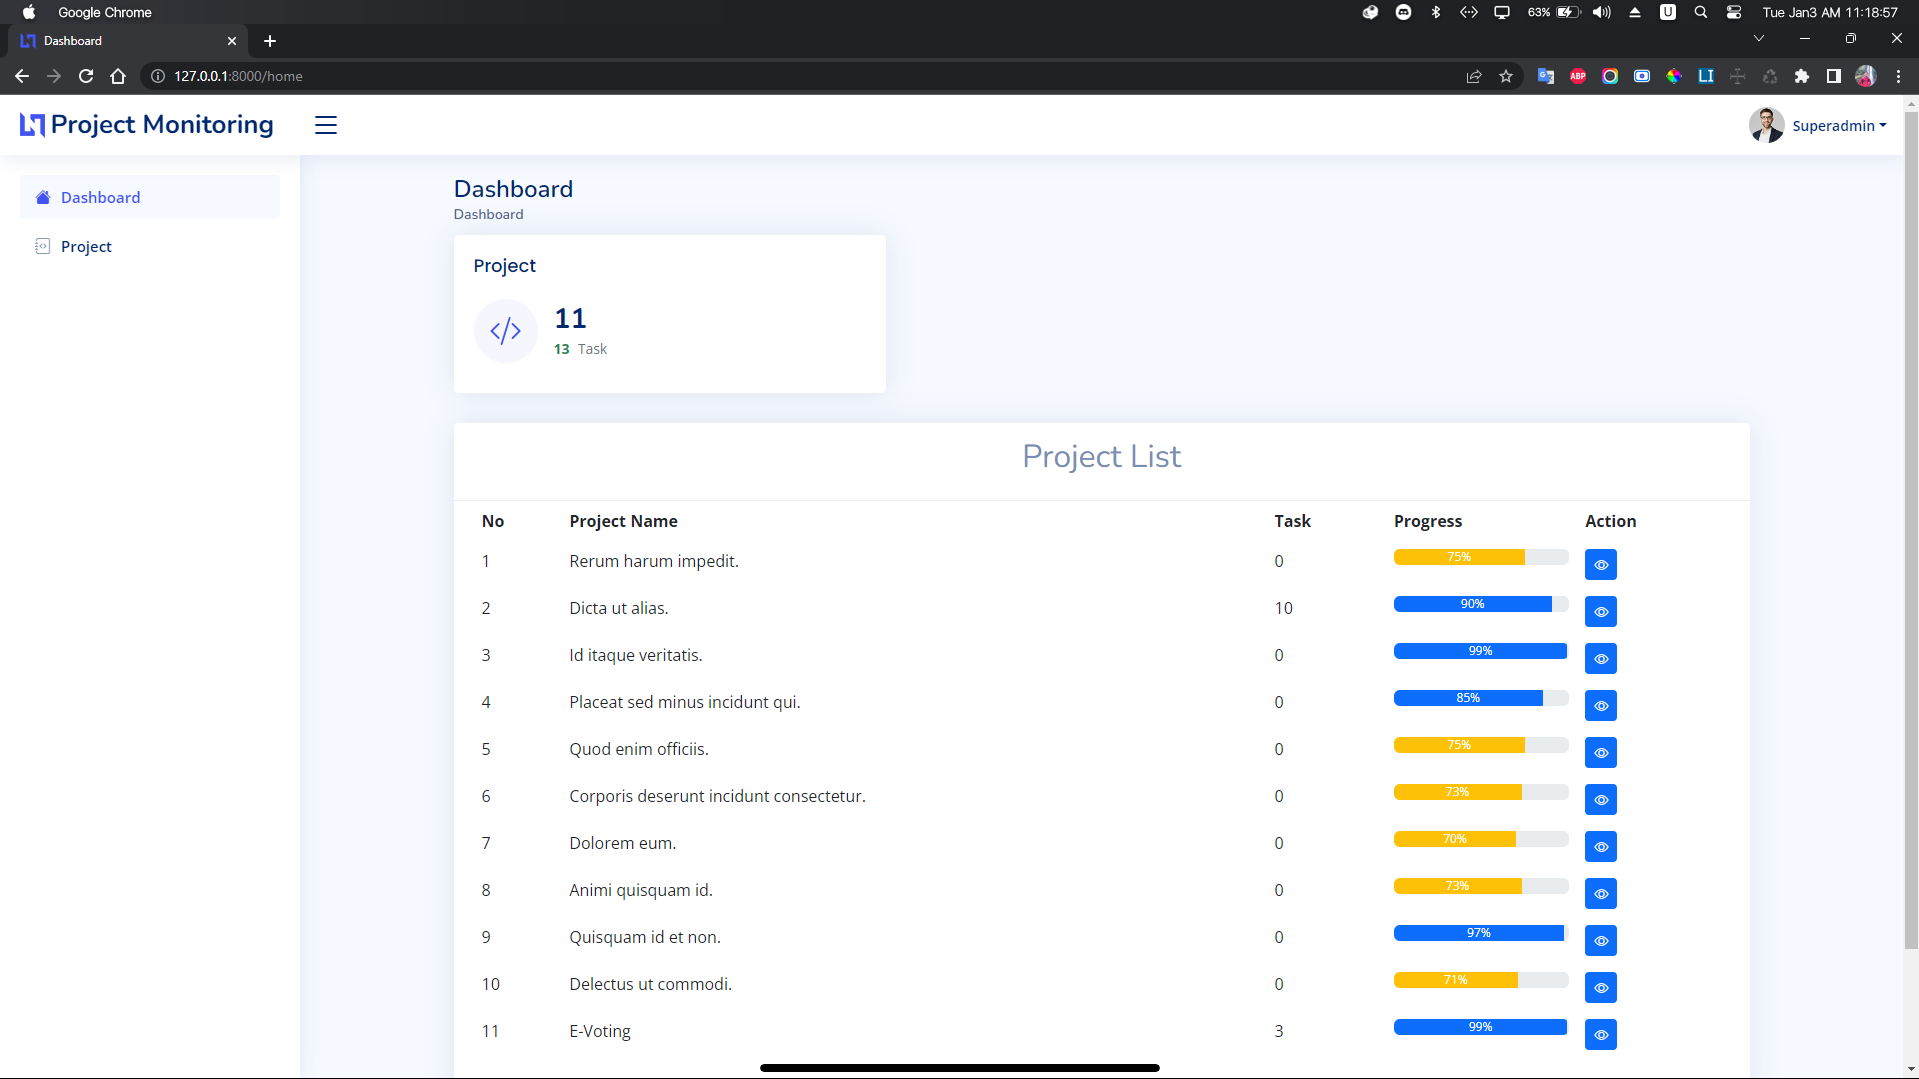 Google Chrome
63%
U
Tue Jan3 AM 11:18:57
Dashboard
127.0.0.1:8000/home
ABP
LI
Project Monitoring
Superadmin
Dashboard
Project
Dashboard
Dashboard
Project
11
13 Task
Project List
No Project Name Task Progress Action
1 Rerum harum impedit. 0 75%
2 Dicta ut alias. 10 90%
3 Id itaque veritatis. 0 99%
4 Placeat sed minus incidunt qui. 0 85%
5 Quod enim officiis. 0 75%
6 Corporis deserunt incidunt consectetur. 0 73%
7 Dolorem eum. 0 70%
8 Animi quisquam id. 0 73%
9 Quisquam id et non. 0 97%
10 Delectus ut commodi. 0 71%
11 E-Voting 3 99%